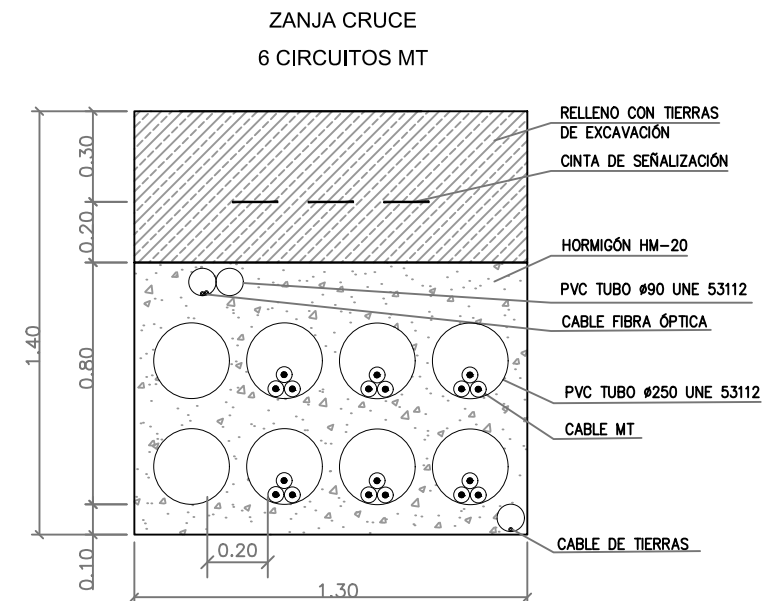 ZANJA CRUCE
6 CIRCUITOS MT
RELLENO CON TIERRAS
DE EXCAVACIÓN
CINTA DE SEÑALIZACIÓN
HORMIGÓN HM-20
PVC TUBO ø90 UNE 53112
CABLE FIBRA ÓPTICA
PVC TUBO ø250 UNE 53112
CABLE MT
CABLE DE TIERRAS
0.30
0.20
1.40
0.80
0.10
0.20
1.30